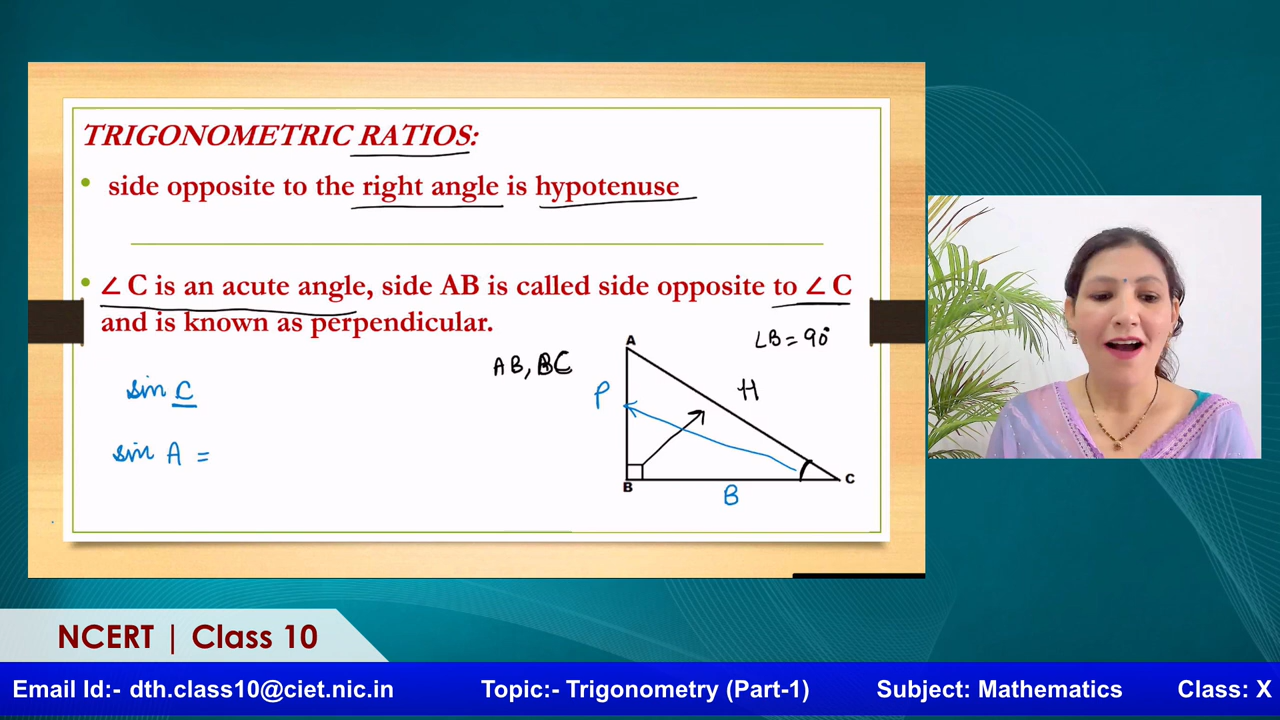 TRIGONOMETRIC RATIOS:
• side opposite to the right angle is hypotenuse
• ∠ C is an acute angle, side AB is called side opposite to ∠ C
and is known as perpendicular.
∠B = 90°
AB, BC
sin C
sin A =
A
P
H
B
C
B
NCERT | Class 10
Email Id:- dth.class10@ciet.nic.in Topic:- Trigonometry (Part-1) Subject: Mathematics Class: X